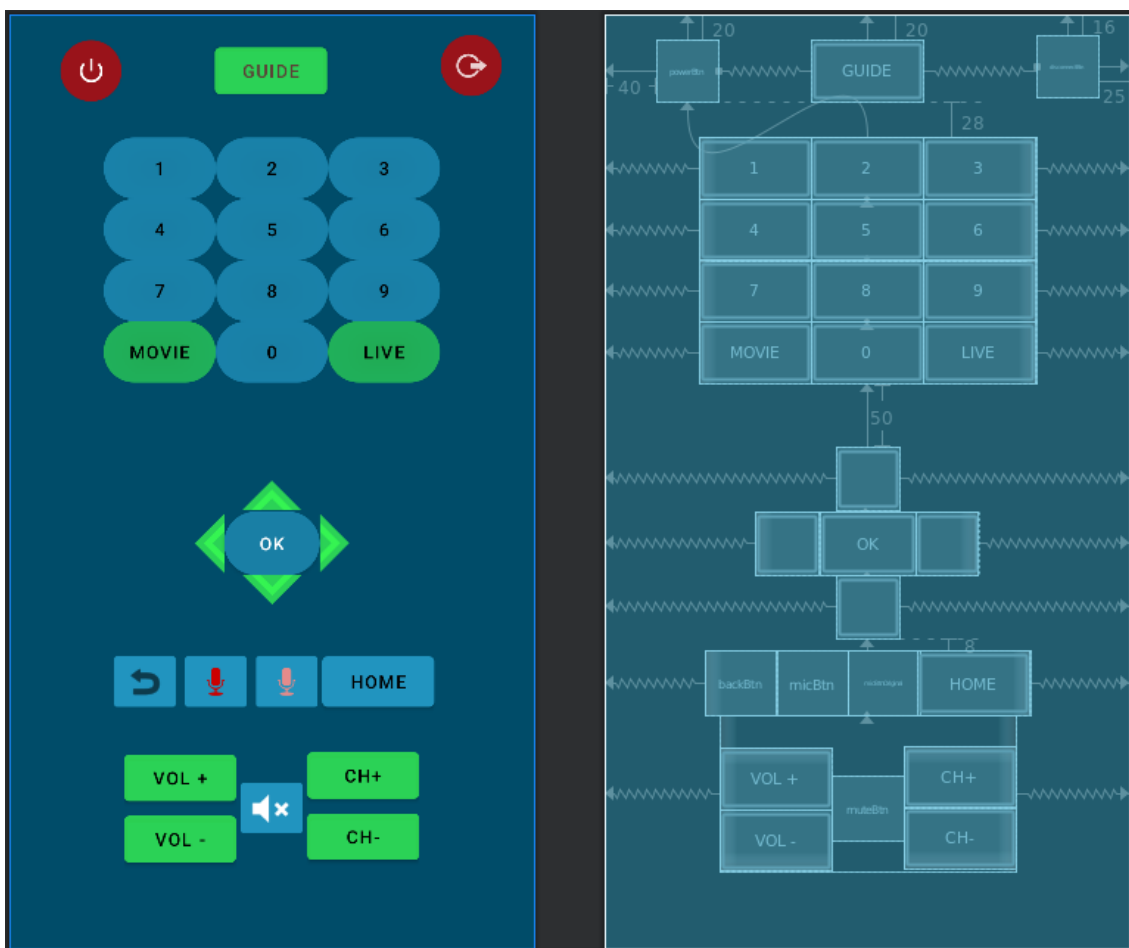 GUIDE
1 2 3
4 5 6
7 8 9
MOVIE 0 LIVE
OK
HOME
VOL + CH+
VOL - CH-
20 20 16
powerBtn GUIDE
40 25
28
1 2 3
4 5 6
7 8 9
MOVIE 0 LIVE
50
OK
8
backBtn micBtn HOME
VOL + CH+
muteBtn
VOL - CH-